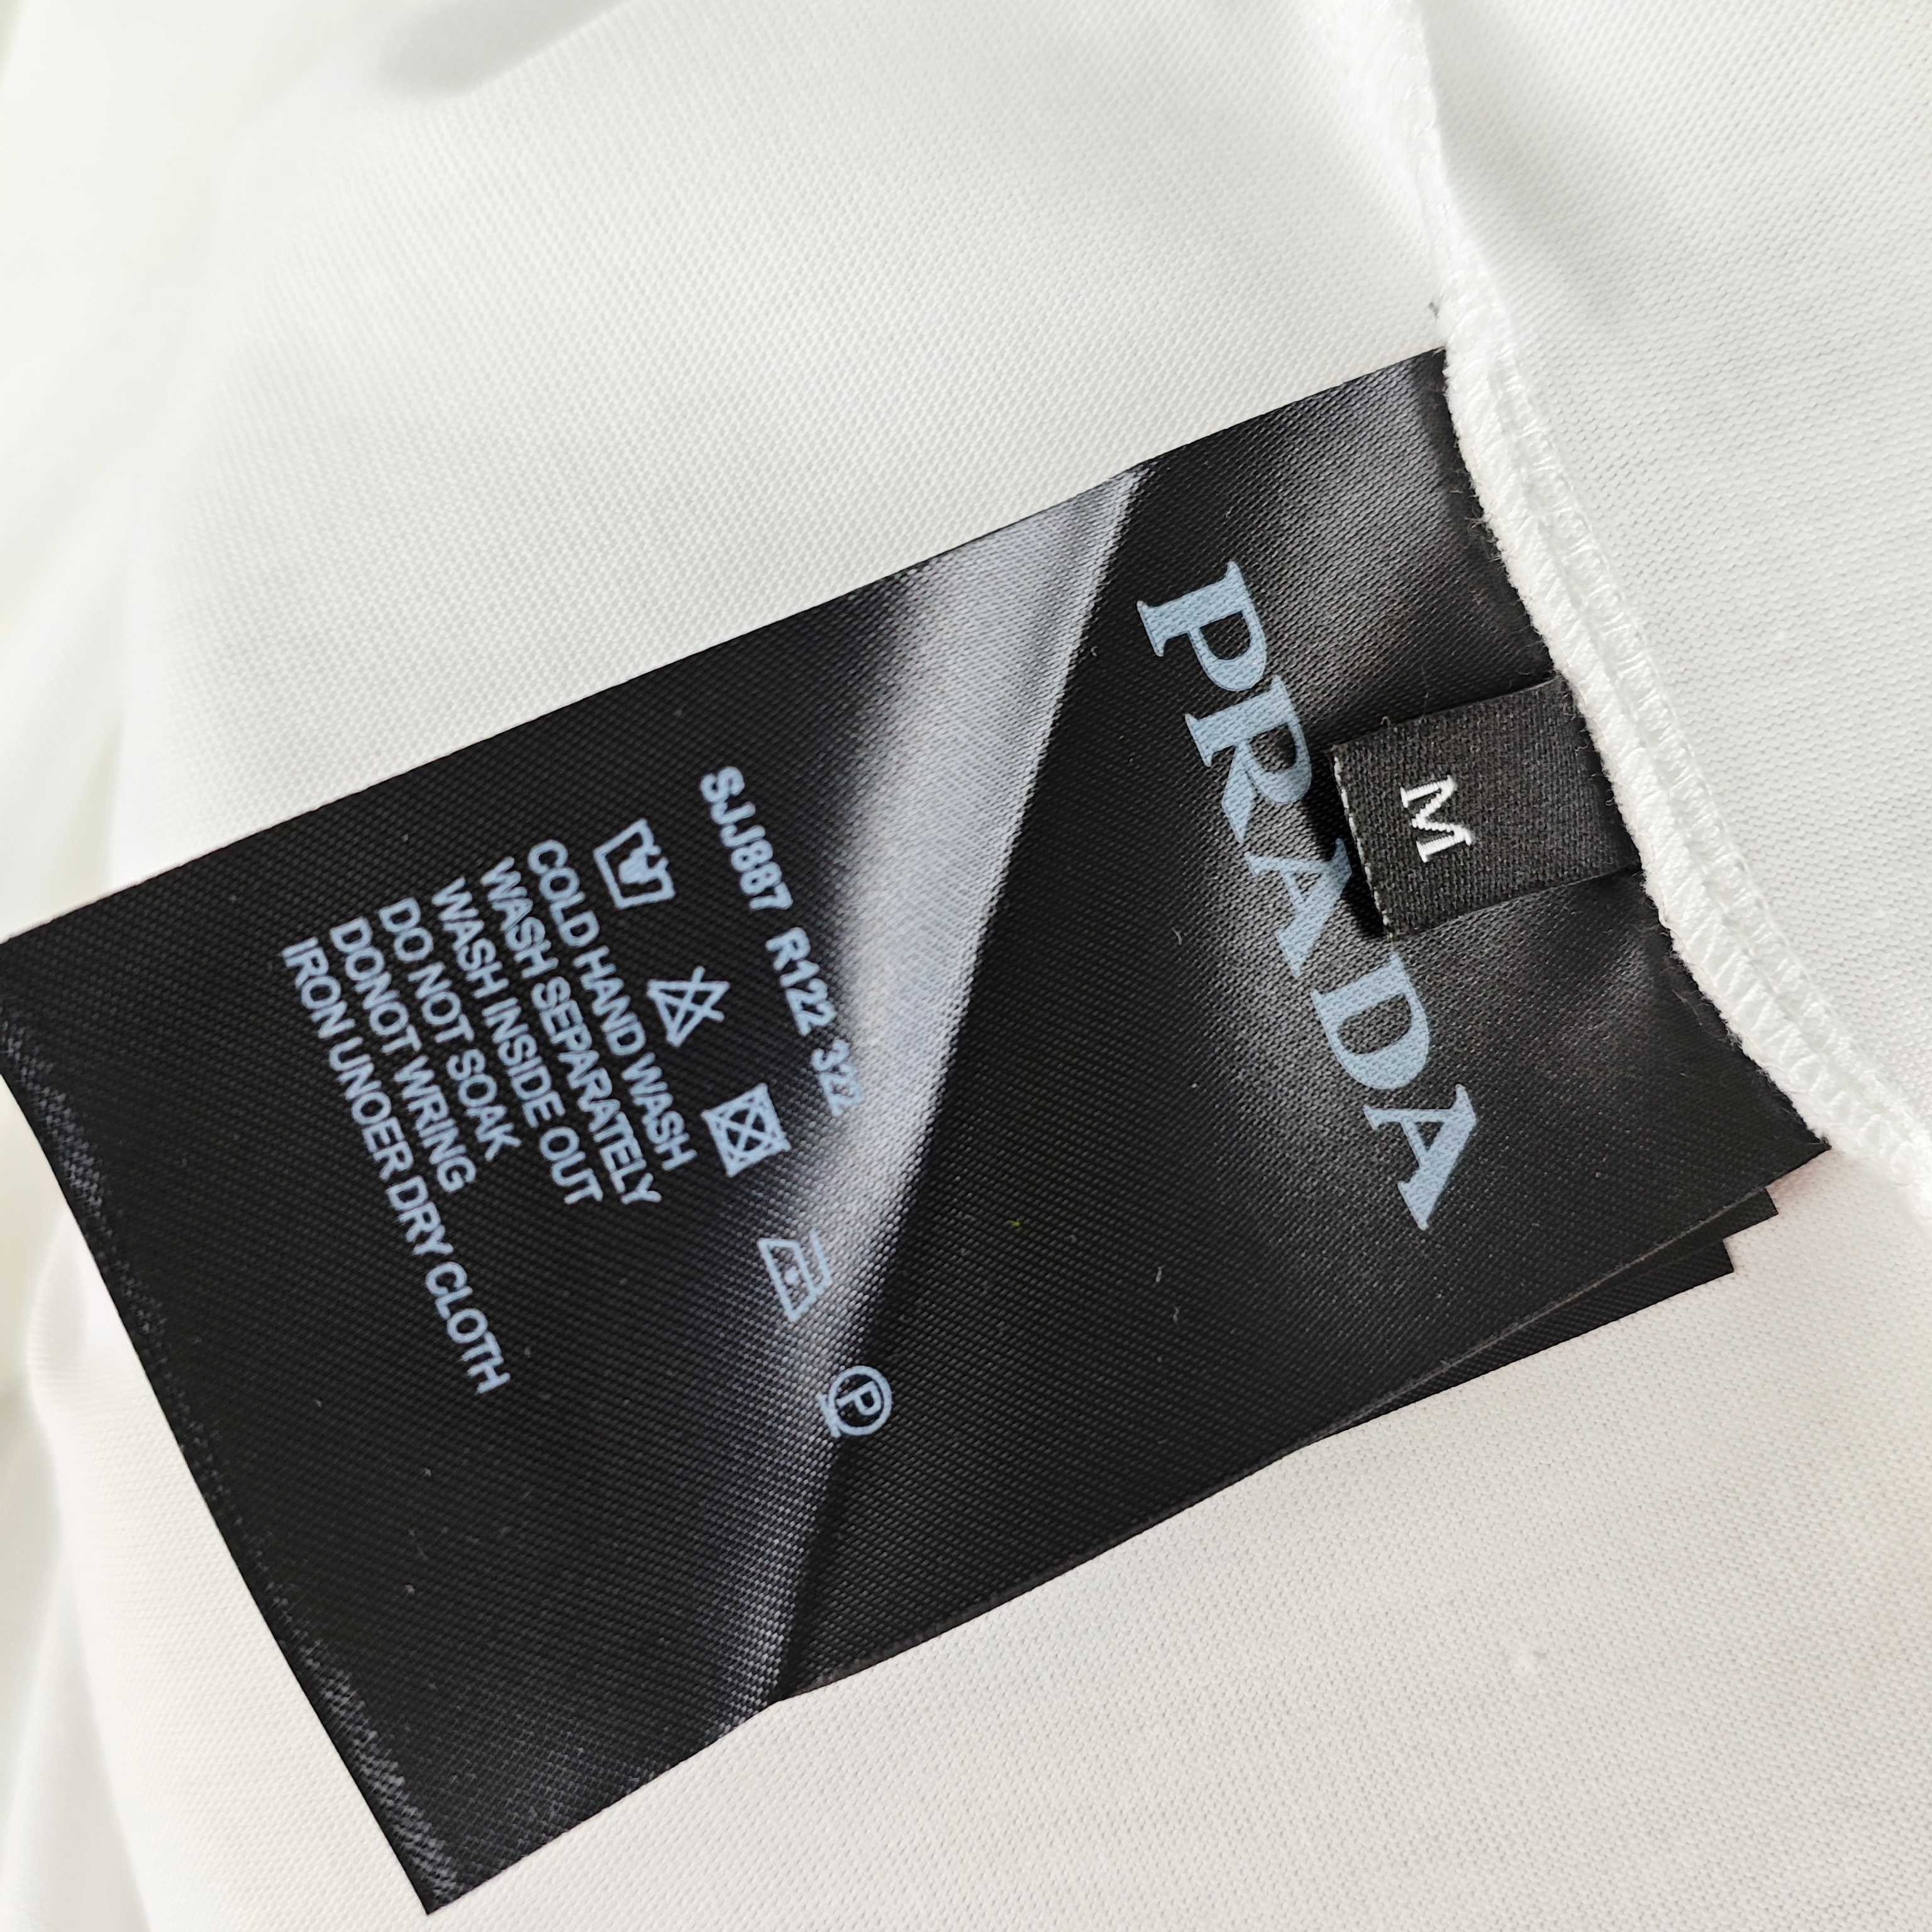 PRADA
M
SJJ887 R122 322
P
COLD HAND WASH
WASH SEPARATELY
WASH INSIDE OUT
DO NOT SOAK
DONOT WRING
IRON UNOER DRY CLOTH